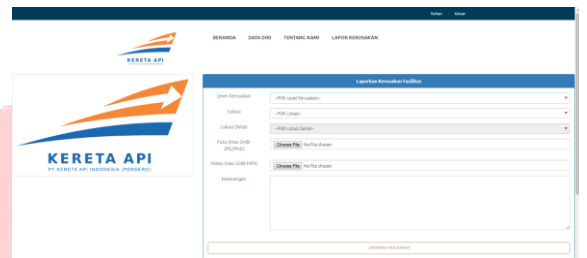 Keluar
BERANDA DATA DIRI TENTANG KAMI LAPOR KERUSAKAN
KERETA API
Laporkan Kerusakan Fasilitas
Level Kerusakan
--Pilih Level Kerusakan--
Lokasi
--Pilih Lokasi--
Lokasi Detail
--Pilih Lokasi Detail--
Foto (Max 2MB-JPG/PNG)
Choose File No file chosen
Video (Max 5MB-MP4)
Choose File No file chosen
Keterangan
KERETA API
PT KERETA API INDONESIA (PERSERO)
LAPORKAN KERUSAKAN